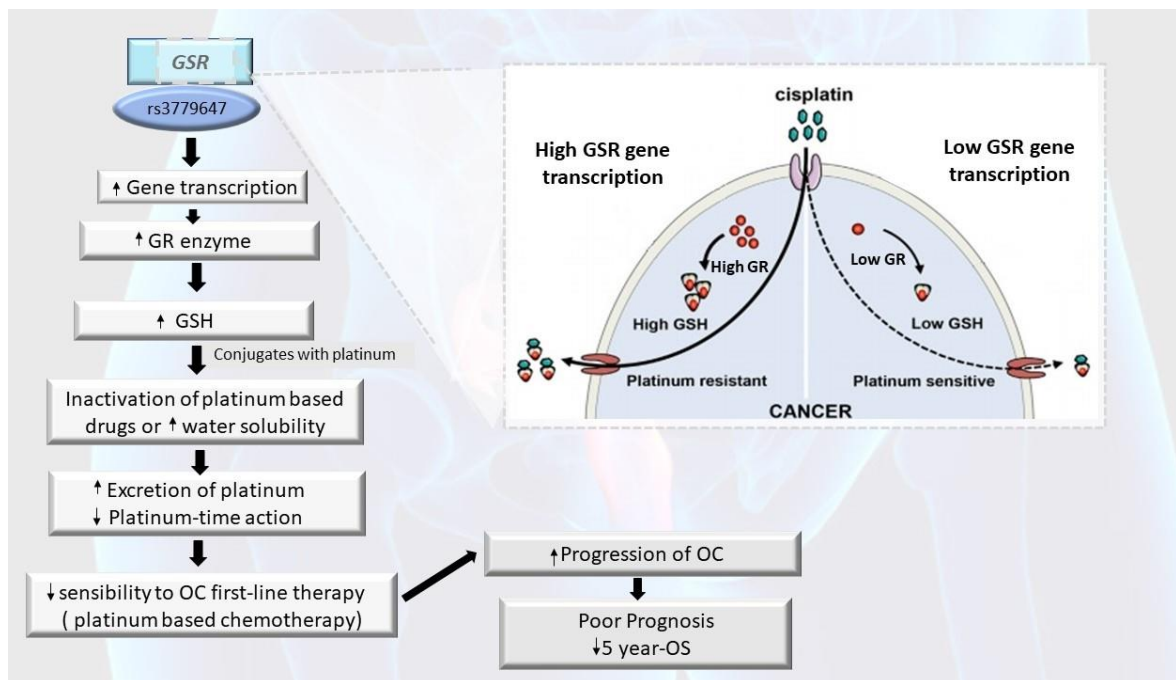 GSR
rs3779647
↑ Gene transcription
↑ GR enzyme
↑ GSH
Conjugates with platinum
Inactivation of platinum based
drugs or ↑ water solubility
↑ Excretion of platinum
↓ Platinum-time action
↓ sensibility to OC first-line therapy
( platinum based chemotherapy)
↑ Progression of OC
Poor Prognosis
↓5 year-OS
cisplatin
High GSR gene
transcription
Low GSR gene
transcription
High GR
Low GR
High GSH
Low GSH
Platinum resistant
Platinum sensitive
CANCER